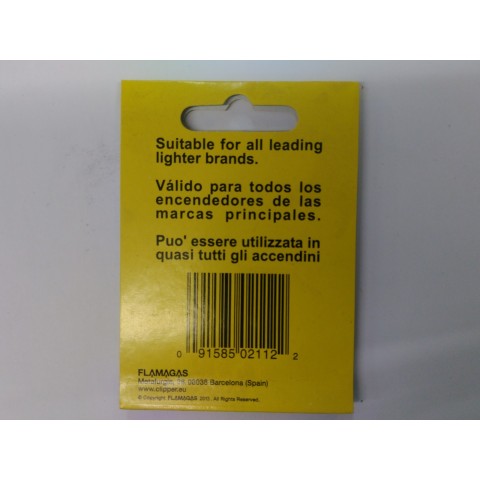 Suitable for all leading
lighter brands.
Válido para todos los
encendedores de las
marcas principales.
Puo' essere utilizzata in
quasi tutti gli accendini
0 91585 02112 2
FLAMAGAS
08038 Barcelona (Spain)
www.clipper.eu
© Copyright. FLAMAGAS All Rights Reserved.